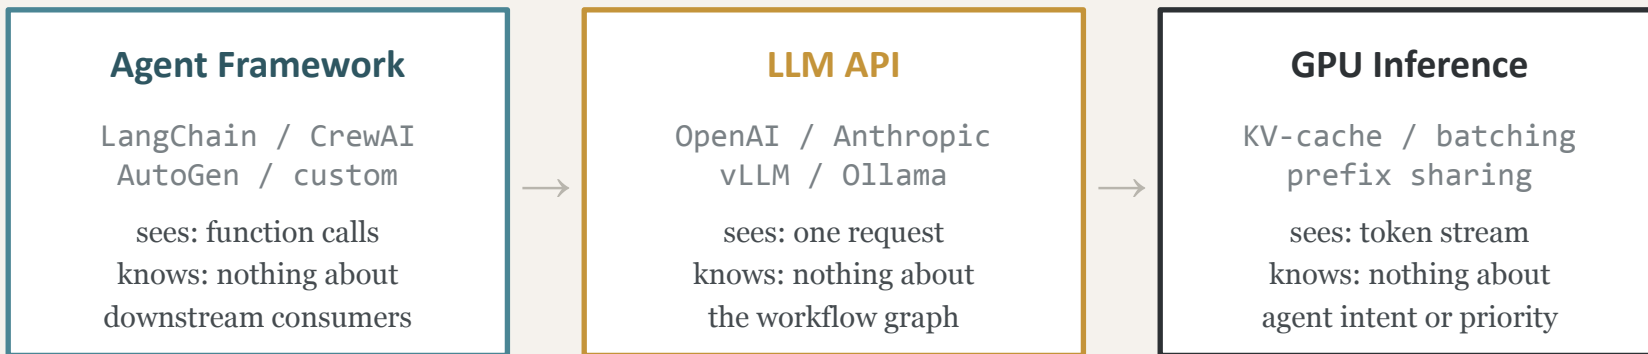 Agent Framework
LangChain / CrewAI
AutoGen / custom
sees: function calls
knows: nothing about
downstream consumers
→
LLM API
OpenAI / Anthropic
vLLM / Ollama
sees: one request
knows: nothing about
the workflow graph
→
GPU Inference
KV-cache / batching
prefix sharing
sees: token stream
knows: nothing about
agent intent or priority